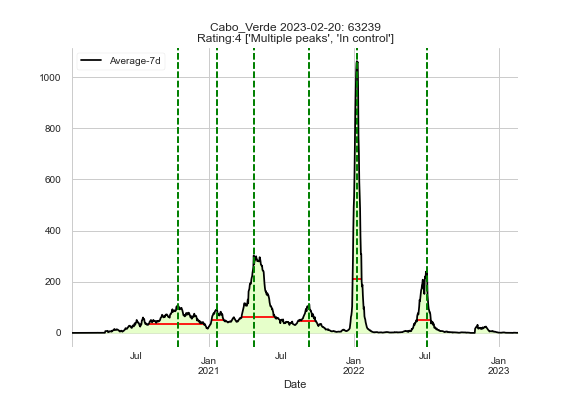 Cabo_Verde 2023-02-20: 63239
Rating:4 ['Multiple peaks', 'In control']
Average-7d
1000
800
600
400
200
0
Jul
Jan
2021
Jul
Jan
2022
Jul
Jan
2023
Date